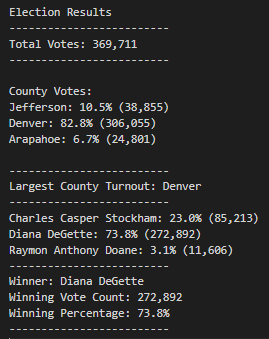 Election Results
-------------------------
Total Votes: 369,711
-------------------------
County Votes:
Jefferson: 10.5% (38,855)
Denver: 82.8% (306,055)
Arapahoe: 6.7% (24,801)
-------------------------
Largest County Turnout: Denver
-------------------------
Charles Casper Stockham: 23.0% (85,213)
Diana DeGette: 73.8% (272,892)
Raymon Anthony Doane: 3.1% (11,606)
-------------------------
Winner: Diana DeGette
Winning Vote Count: 272,892
Winning Percentage: 73.8%
-------------------------